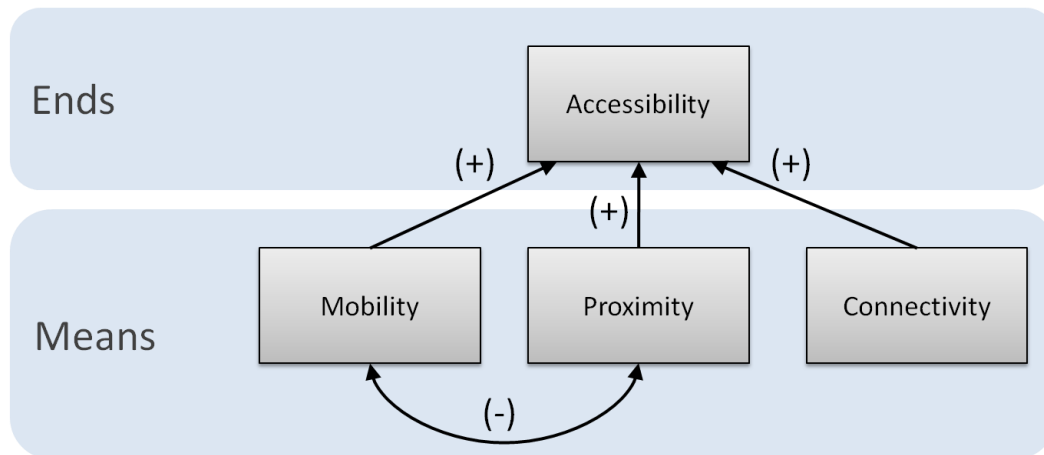 Ends
Accessibility
(+)
(+)
(+)
Means
Mobility
Proximity
Connectivity
(-)